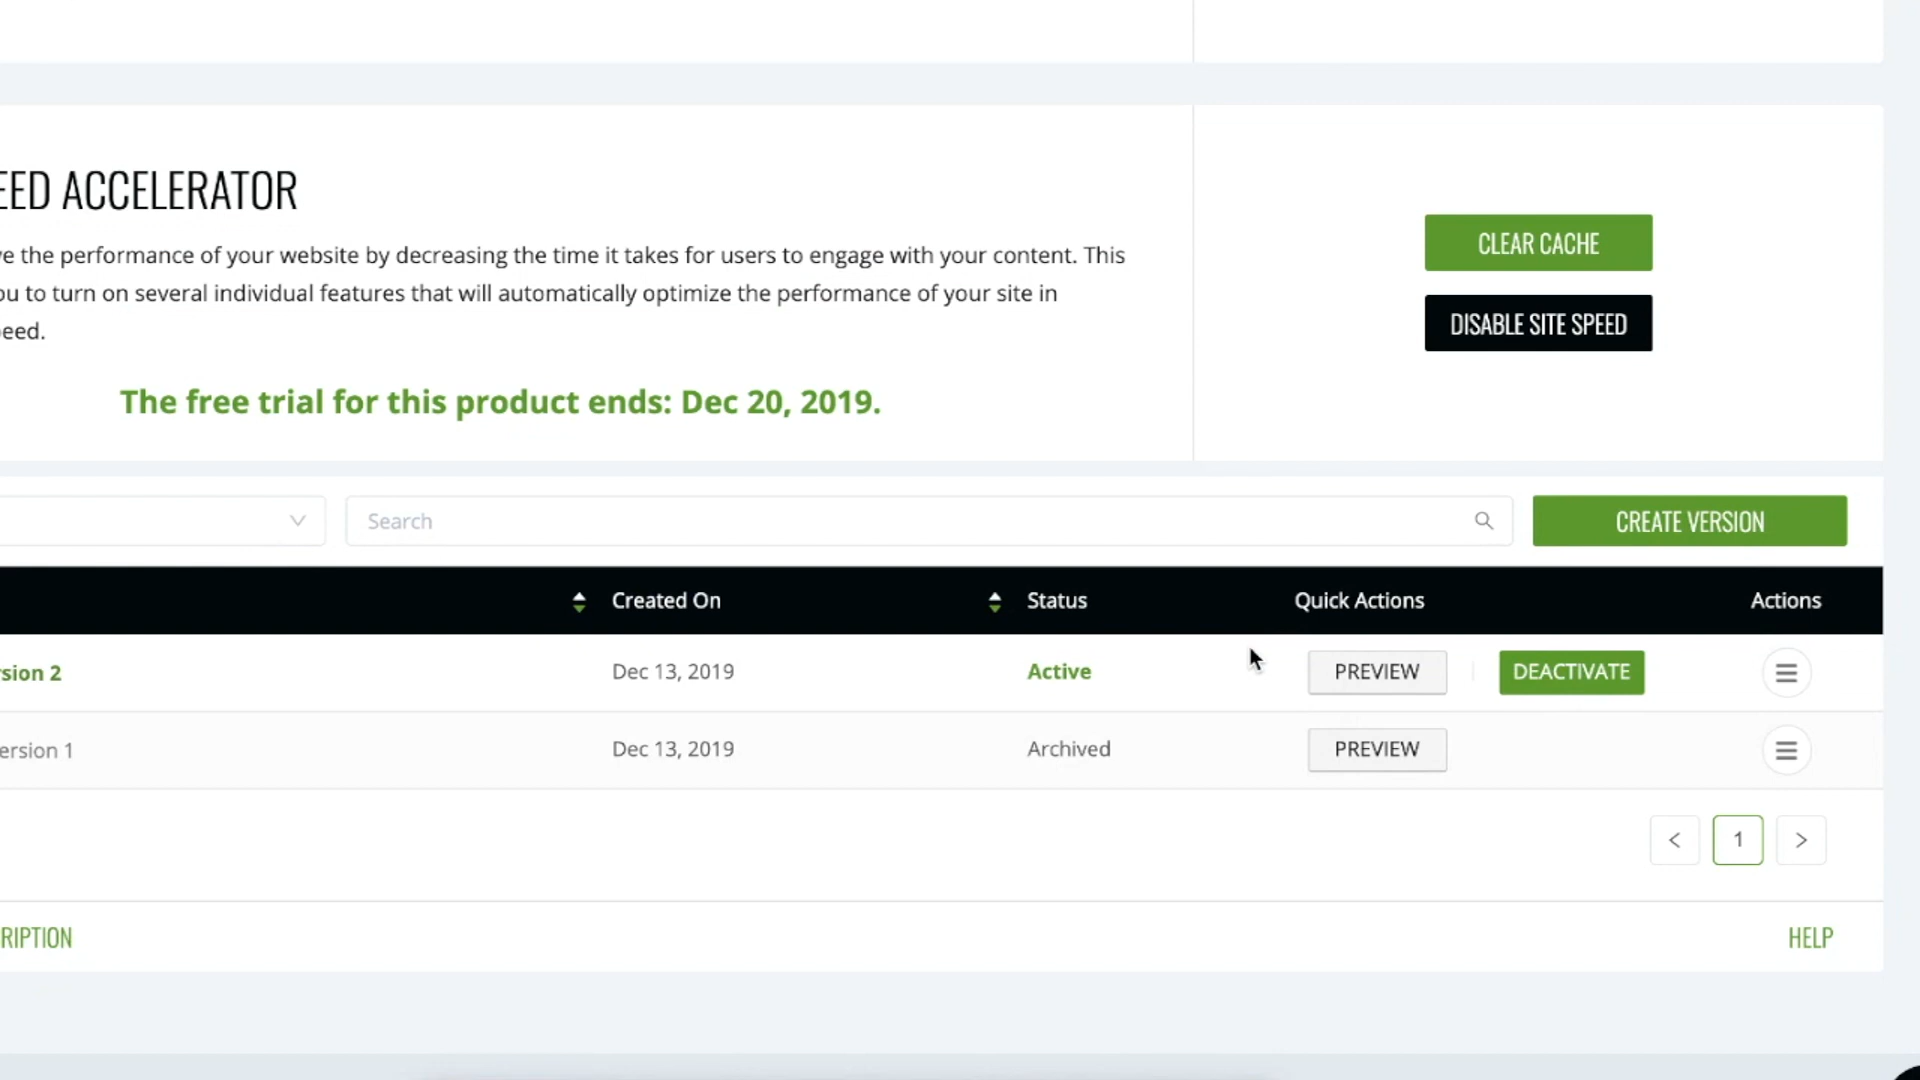 EED ACCELERATOR
ve the performance of your website by decreasing the time it takes for users to engage with your content. This
ou to turn on several individual features that will automatically optimize the performance of your site in
eed.
The free trial for this product ends: Dec 20, 2019.
CLEAR CACHE
DISABLE SITE SPEED
Search
CREATE VERSION
Created On Status Quick Actions Actions
rsion 2 Dec 13, 2019 Active PREVIEW DEACTIVATE
ersion 1 Dec 13, 2019 Archived PREVIEW
< 1 >
RIPTION HELP